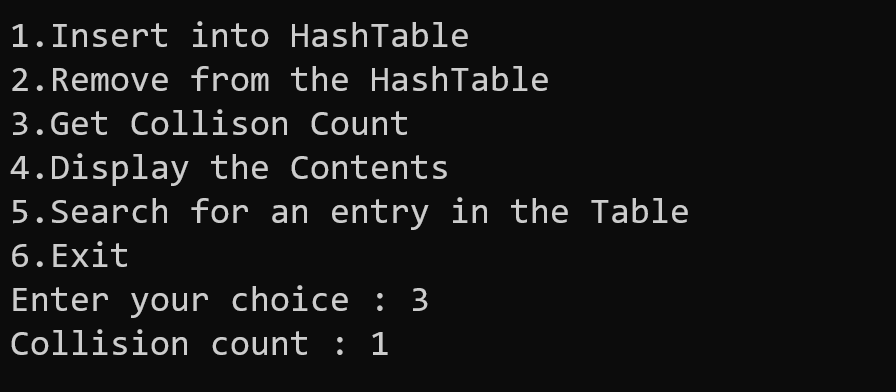 1.Insert into HashTable
2.Remove from the HashTable
3.Get Collison Count
4.Display the Contents
5.Search for an entry in the Table
6.Exit
Enter your choice : 3
Collision count : 1